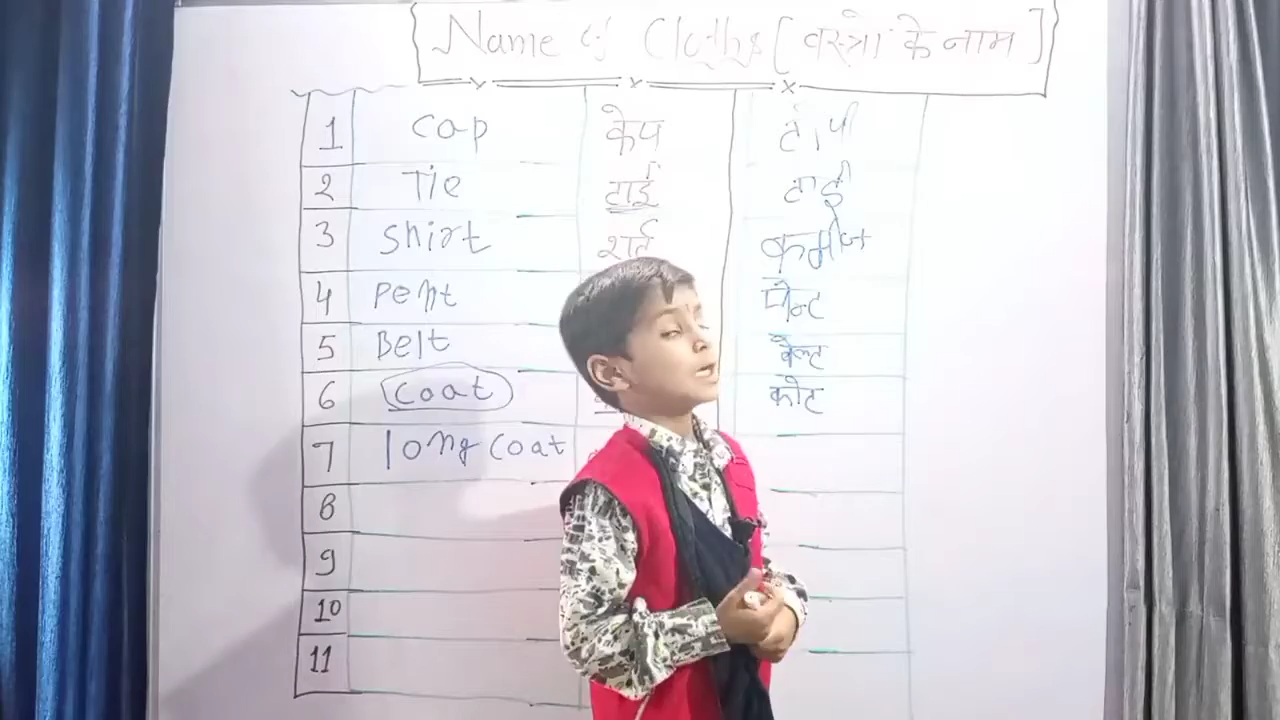 Name of Cloths [वस्त्रो के नाम]
1 Cap केप टोपी
2 Tie टाई टाई
3 Shirt शर्ट कमीज
4 Pent पेन्ट
5 Belt बेल्ट
6 Coat कोट
7 long Coat
8
9
10
11